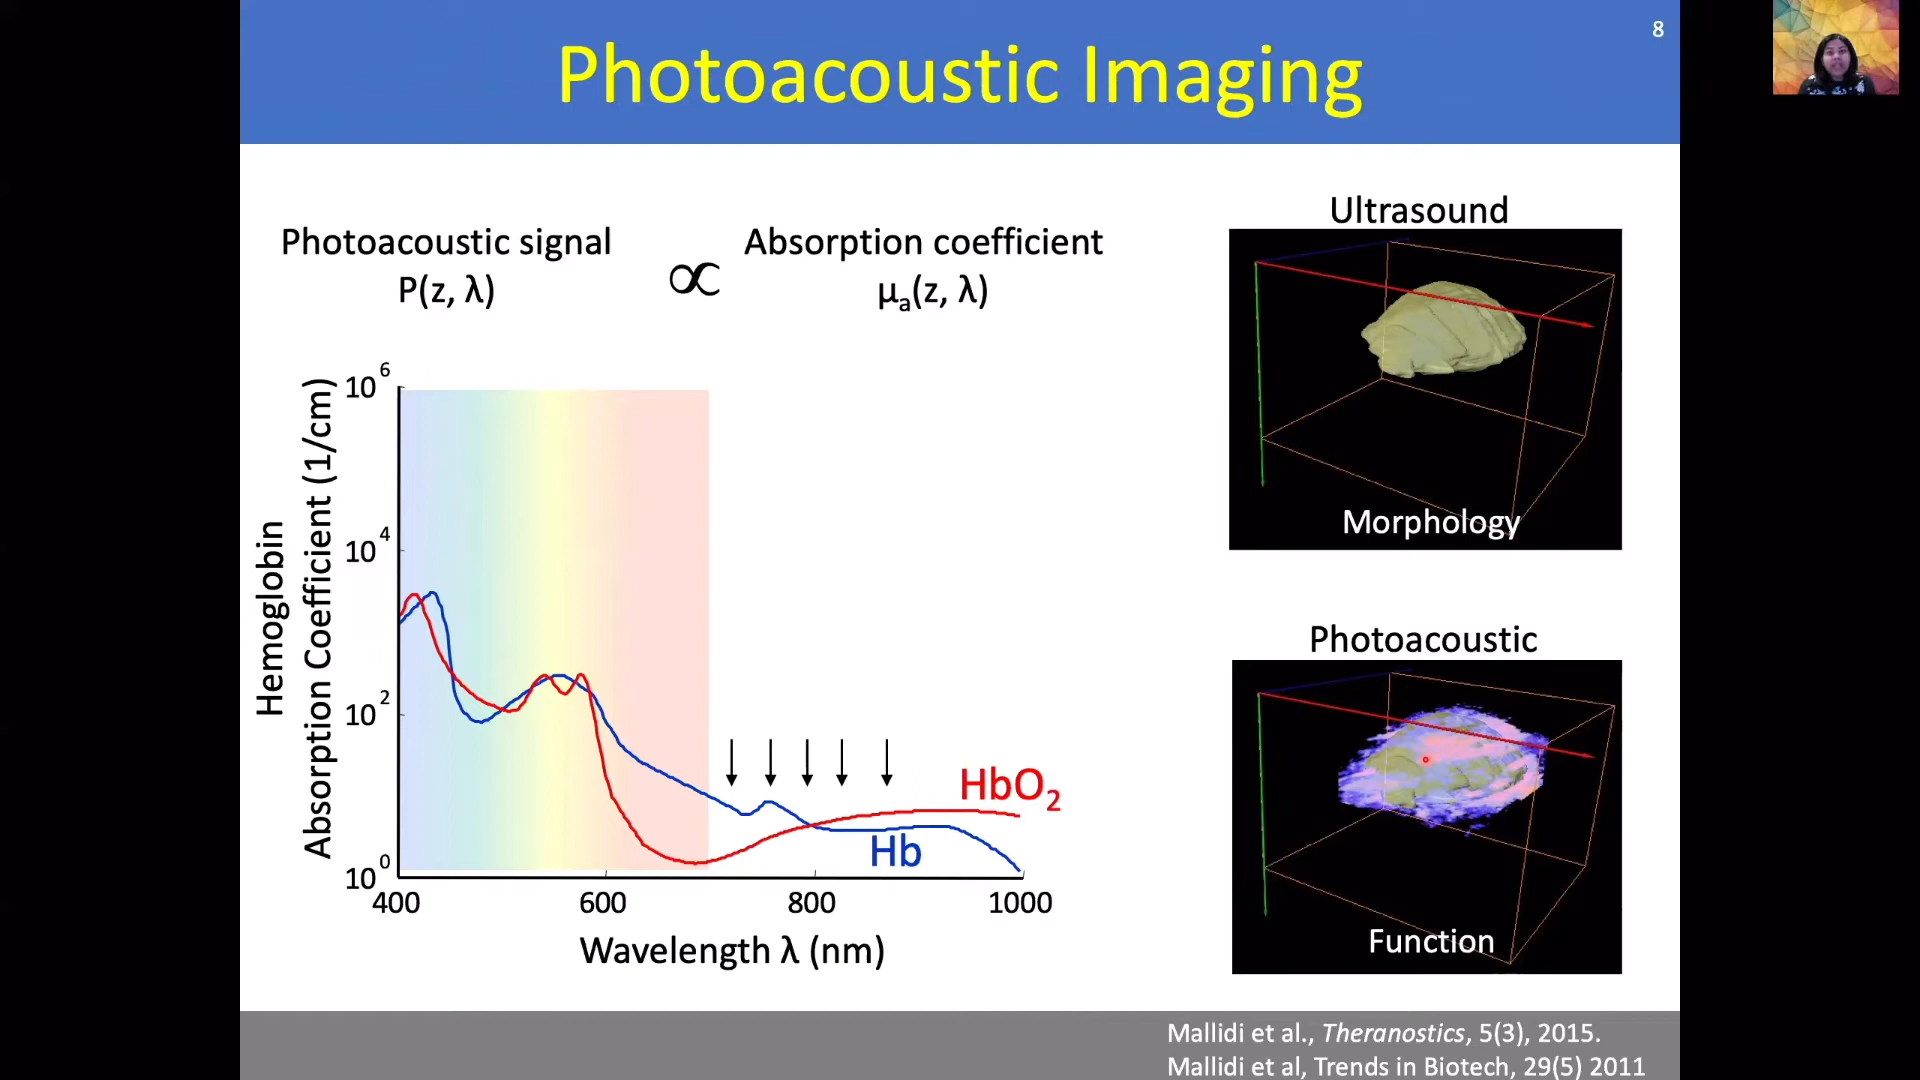 8
Photoacoustic Imaging
Photoacoustic signal
P(z, λ)
∝
Absorption coefficient
μₐ(z, λ)
Hemoglobin
Absorption Coefficient (1/cm)
10⁶
10⁴
10²
10⁰
400
600
800
1000
Wavelength λ (nm)
HbO₂
Hb
Ultrasound
Morphology
Photoacoustic
Function
Mallidi et al., Theranostics, 5(3), 2015.
Mallidi et al, Trends in Biotech, 29(5) 2011